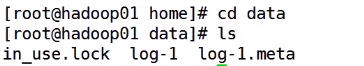 [root@hadoop01 home]# cd data
[root@hadoop01 data]# ls
in_use.lock  log-1  log-1.meta